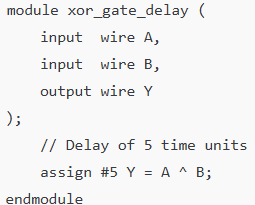 module xor_gate_delay (
    input  wire A,
    input  wire B,
    output wire Y
);
    // Delay of 5 time units
    assign #5 Y = A ^ B;
endmodule